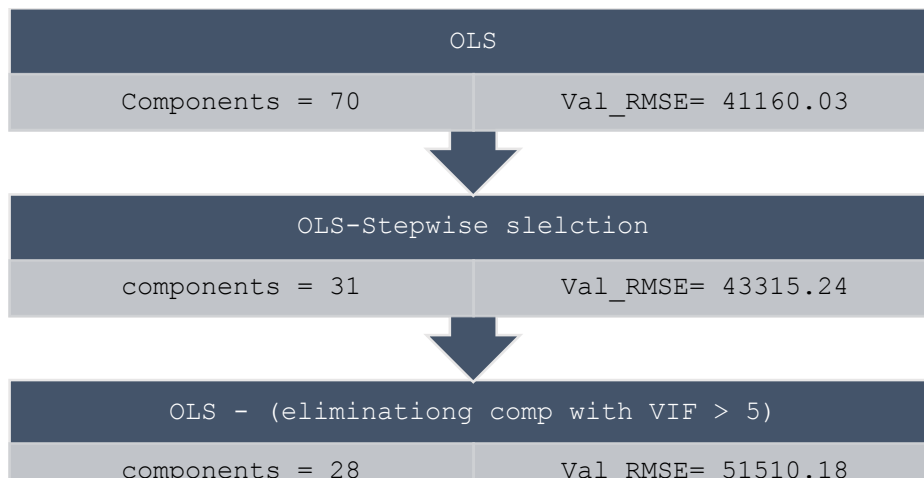 OLS
Components = 70 Val_RMSE= 41160.03
OLS-Stepwise slelction
components = 31 Val_RMSE= 43315.24
OLS - (eliminationg comp with VIF > 5)
components = 28 Val_RMSE= 51510.18